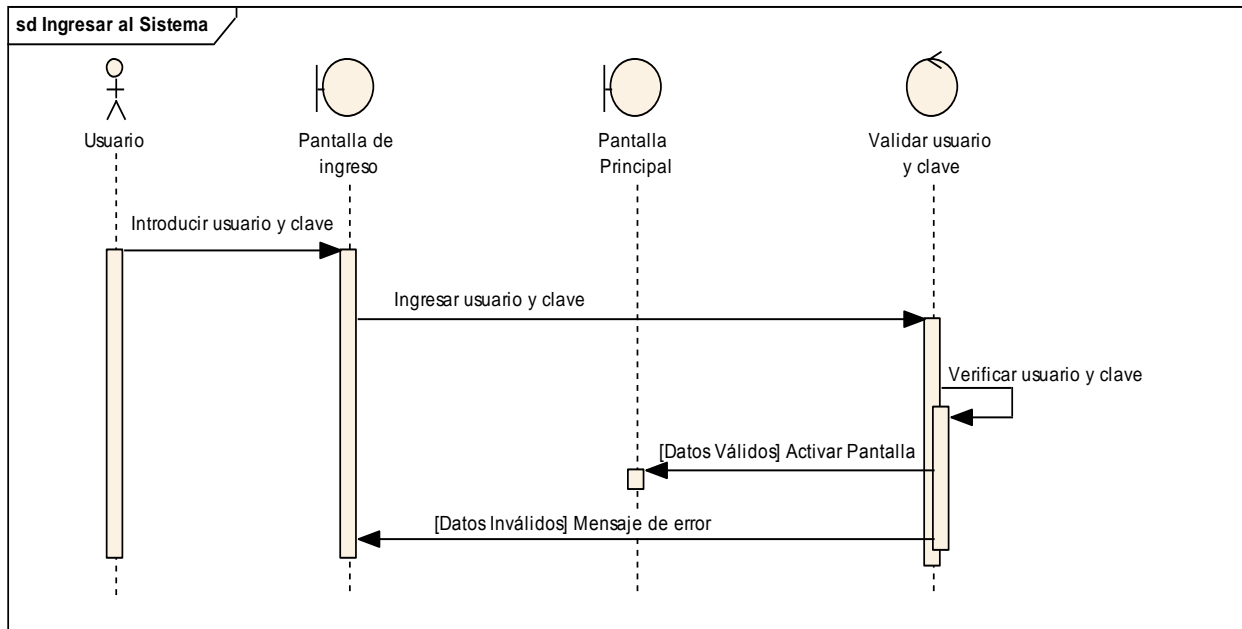 sd Ingresar al Sistema
Usuario
Pantalla de
ingreso
Pantalla
Principal
Validar usuario
y clave
Introducir usuario y clave
Ingresar usuario y clave
Verificar usuario y clave
[Datos Válidos] Activar Pantalla
[Datos Inválidos] Mensaje de error